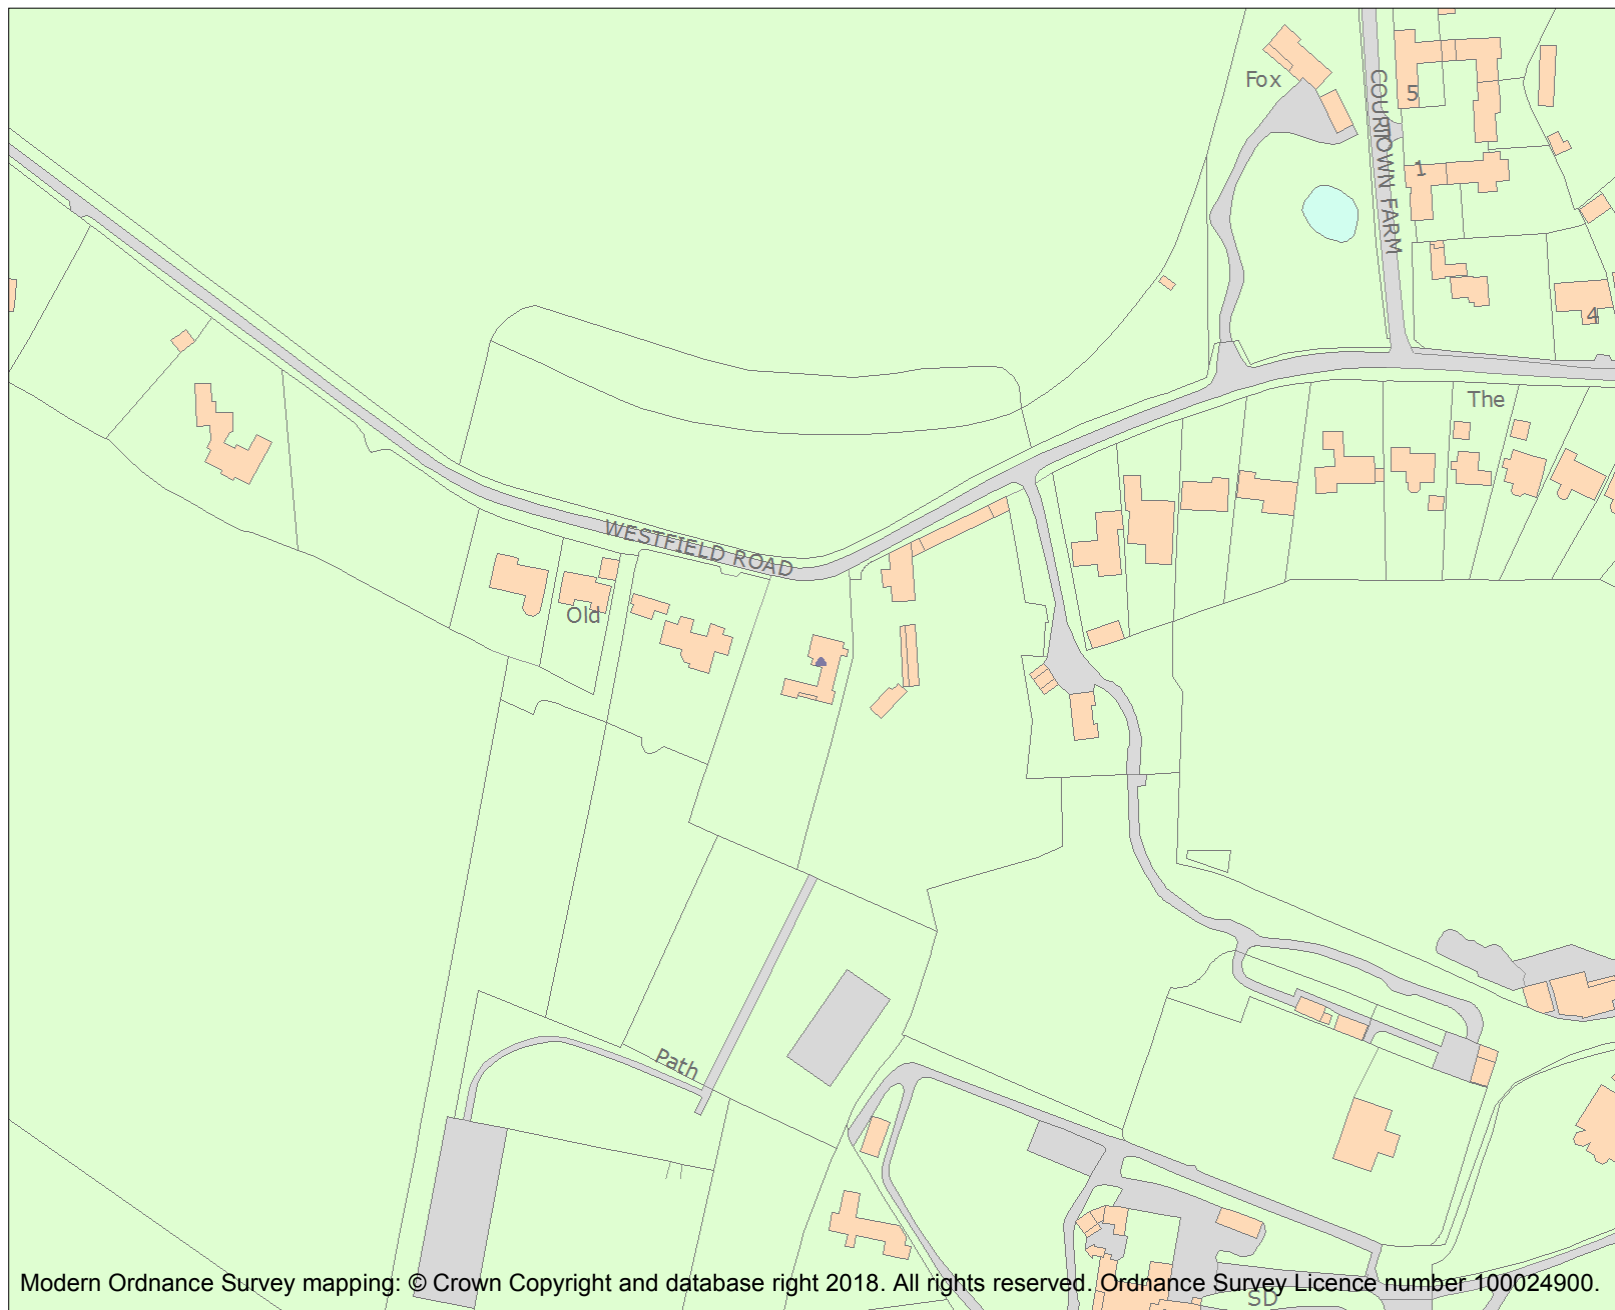 Fox
COURTOWN FARM
5
1
4
The
WESTFIELD ROAD
Old
Path
Modern Ordnance Survey mapping: © Crown Copyright and database right 2018. All rights reserved. Ordnance Survey Licence number 100024900.
SD